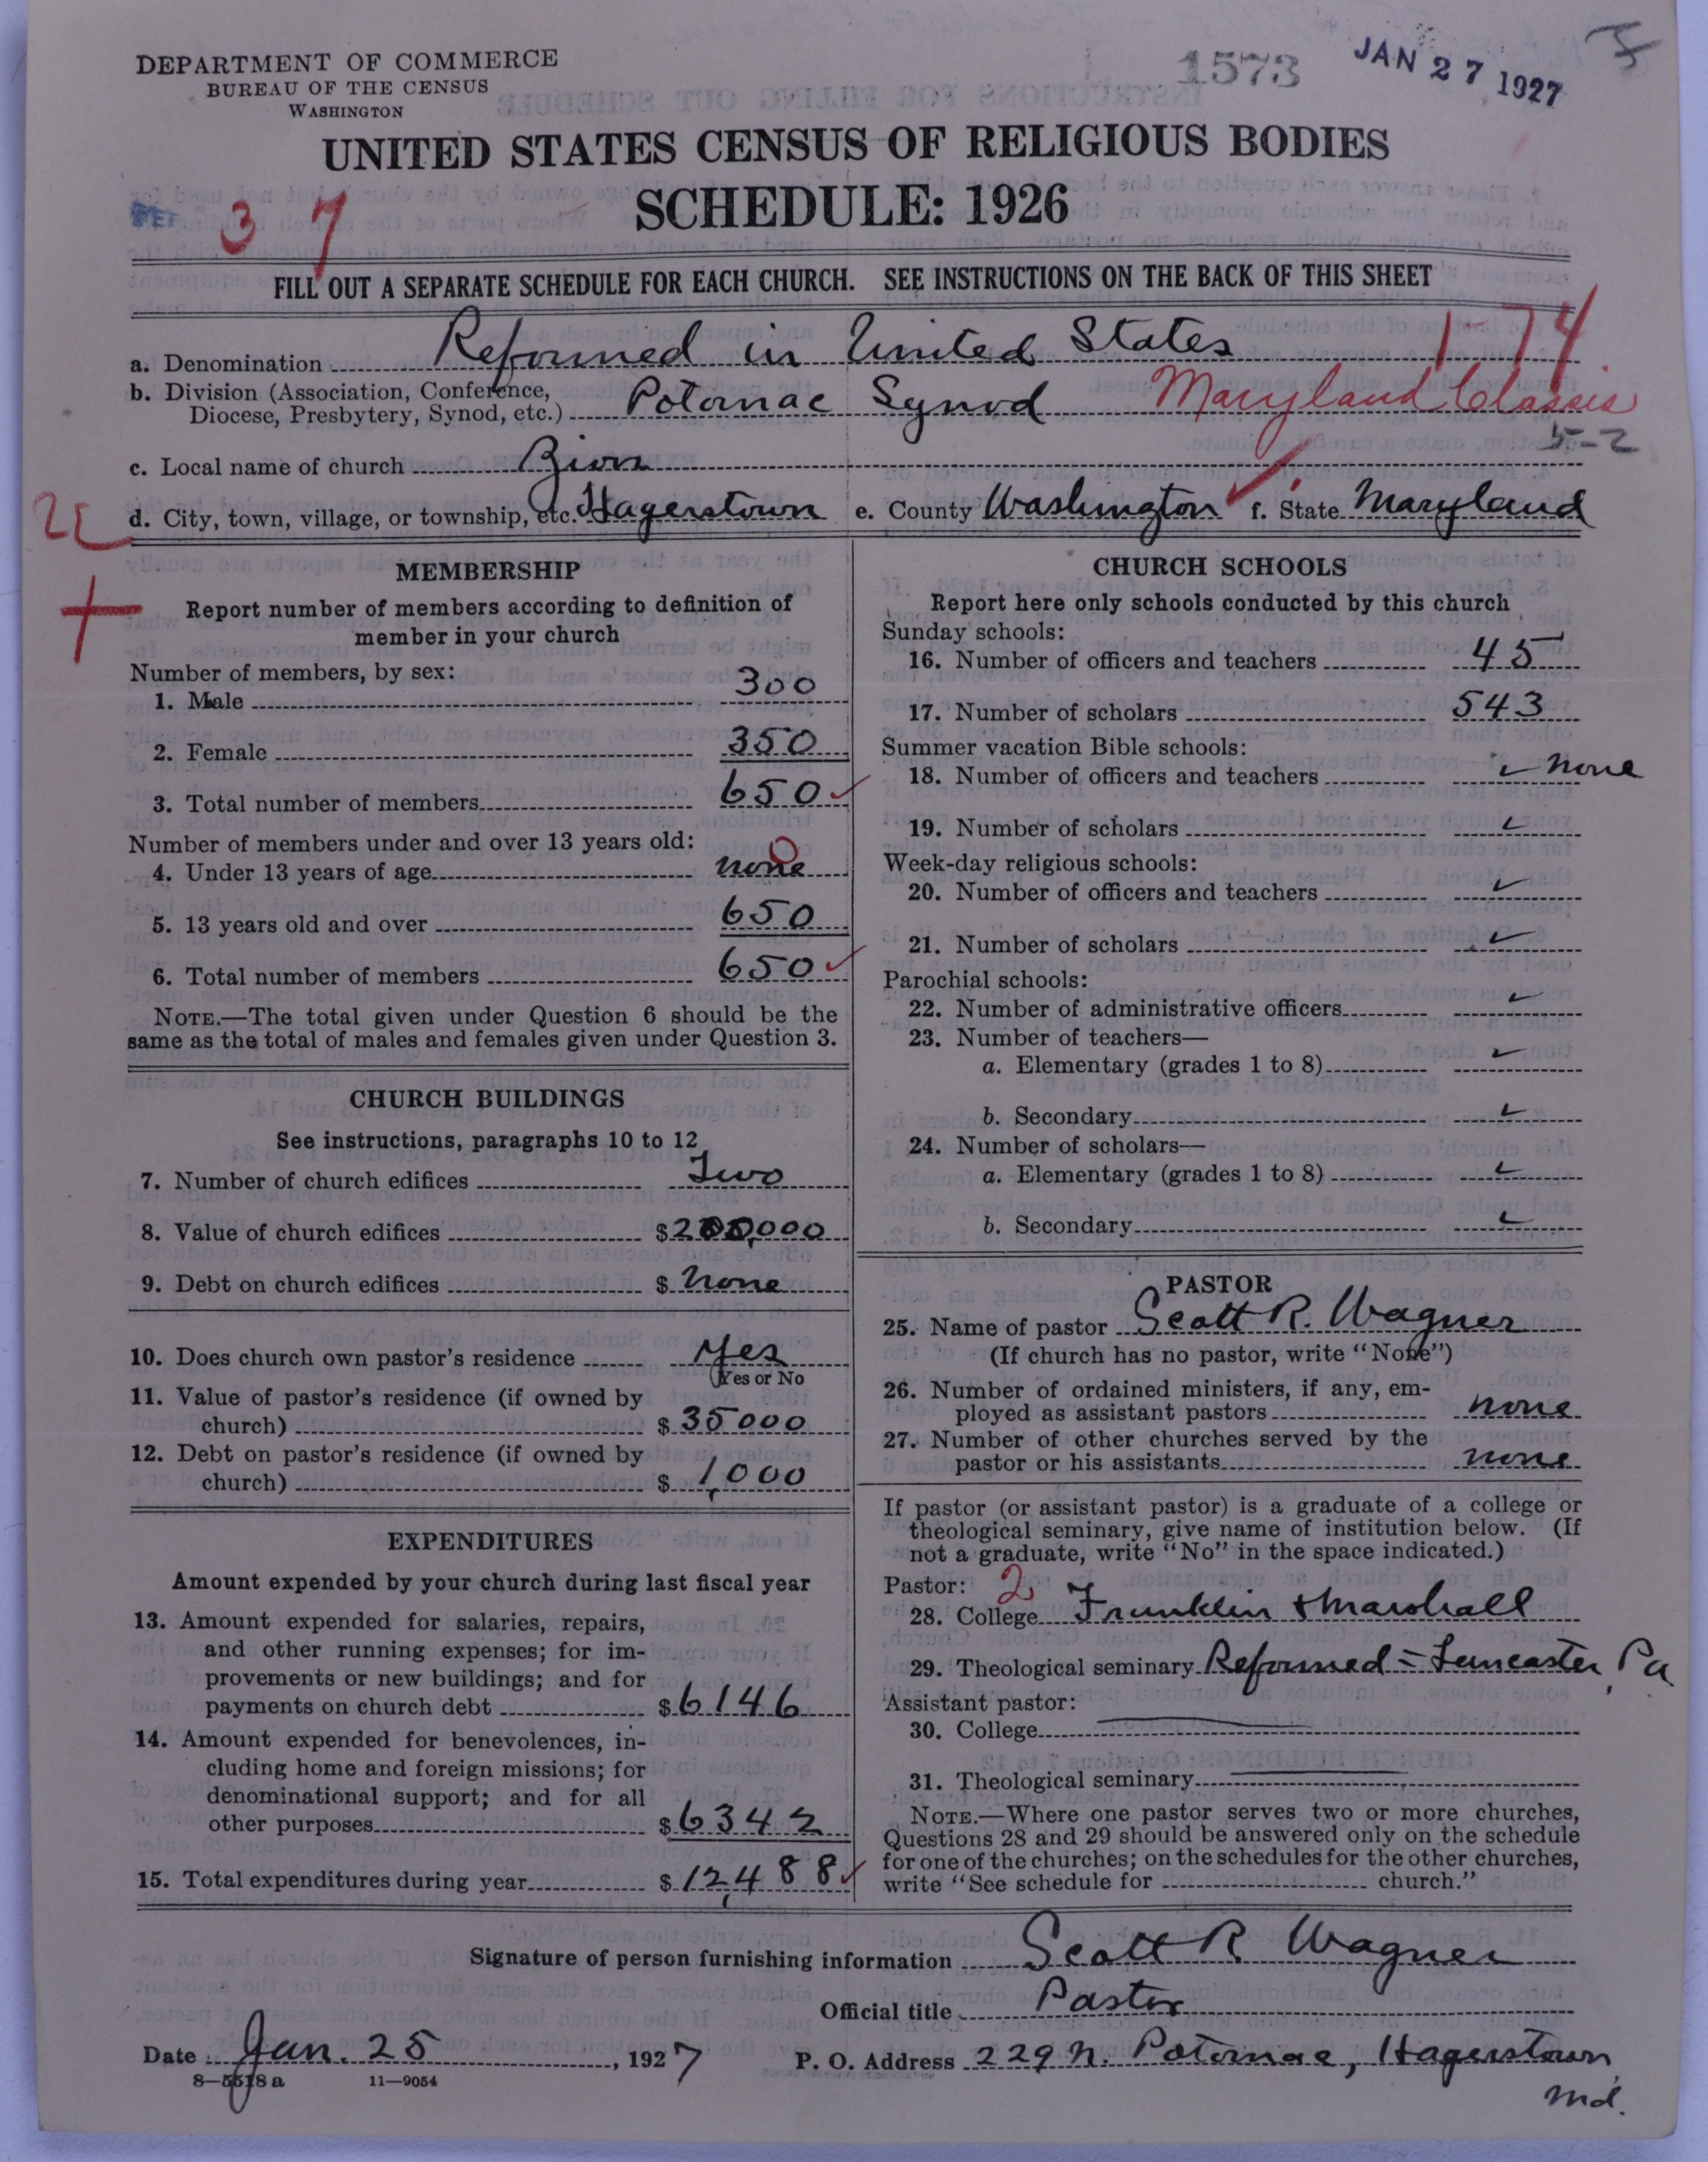 DEPARTMENT OF COMMERCE
BUREAU OF THE CENSUS
WASHINGTON
1573
JAN 27 1927
UNITED STATES CENSUS OF RELIGIOUS BODIES
SCHEDULE: 1926
3 7
FILL OUT A SEPARATE SCHEDULE FOR EACH CHURCH. SEE INSTRUCTIONS ON THE BACK OF THIS SHEET
1-74
a. Denomination Reformed in United States
b. Division (Association, Conference,
Diocese, Presbytery, Synod, etc.) Potomac Synod Maryland Classis
5-2
c. Local name of church Zion
d. City, town, village, or township, etc. Hagerstown e. County Washington f. State Maryland
MEMBERSHIP
Report number of members according to definition of
member in your church
Number of members, by sex:
1. Male 300
2. Female 350
3. Total number of members 650
Number of members under and over 13 years old:
4. Under 13 years of age none 0
5. 13 years old and over 650
6. Total number of members 650
NOTE.—The total given under Question 6 should be the
same as the total of males and females given under Question 3.
CHURCH BUILDINGS
See instructions, paragraphs 10 to 12
7. Number of church edifices Two
8. Value of church edifices $200,000
9. Debt on church edifices $ None
10. Does church own pastor's residence Yes
(Yes or No
11. Value of pastor's residence (if owned by
church) $ 35000
12. Debt on pastor's residence (if owned by
church) $ 1,000
EXPENDITURES
Amount expended by your church during last fiscal year
13. Amount expended for salaries, repairs,
and other running expenses; for im-
provements or new buildings; and for
payments on church debt $ 6146
14. Amount expended for benevolences, in-
cluding home and foreign missions; for
denominational support; and for all
other purposes $ 6342
15. Total expenditures during year $ 12,488
CHURCH SCHOOLS
Report here only schools conducted by this church
Sunday schools:
16. Number of officers and teachers 45
17. Number of scholars 543
Summer vacation Bible schools:
18. Number of officers and teachers ✓ none
19. Number of scholars ✓
Week-day religious schools:
20. Number of officers and teachers ✓
21. Number of scholars ✓
Parochial schools:
22. Number of administrative officers ✓
23. Number of teachers—
a. Elementary (grades 1 to 8) ✓
b. Secondary ✓
24. Number of scholars—
a. Elementary (grades 1 to 8) ✓
b. Secondary ✓
PASTOR
25. Name of pastor Scott R. Wagner
(If church has no pastor, write "None")
26. Number of ordained ministers, if any, em-
ployed as assistant pastors none
27. Number of other churches served by the
pastor or his assistants none
If pastor (or assistant pastor) is a graduate of a college or
theological seminary, give name of institution below. (If
not a graduate, write "No" in the space indicated.)
Pastor: 2
28. College Franklin & Marshall
29. Theological seminary Reformed = Lancaster, Pa
Assistant pastor:
30. College
31. Theological seminary
NOTE.—Where one pastor serves two or more churches,
Questions 28 and 29 should be answered only on the schedule
for one of the churches; on the schedules for the other churches,
write "See schedule for church."
Signature of person furnishing information Scott R Wagner
Official title Pastor
Date Jan. 25, 1927
P. O. Address 229 N. Potomac, Hagerstown
Md.
8—5518 a 11—9054